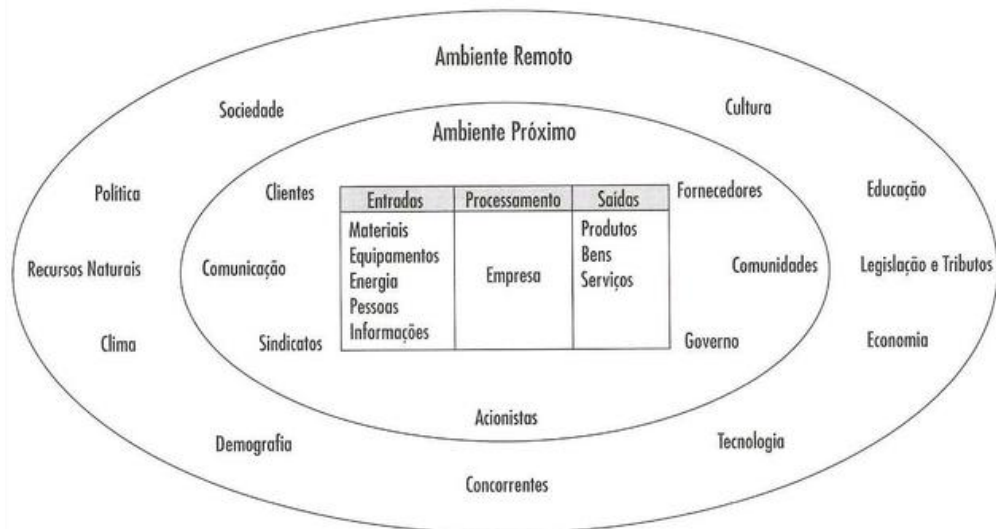 Ambiente Remoto
Sociedade
Cultura
Ambiente Próximo
Política
Clientes
Fornecedores
Educação
Entradas
Processamento
Saídas
Materiais
Equipamentos
Energia
Pessoas
Informações
Empresa
Produtos
Bens
Serviços
Recursos Naturais
Comunicação
Comunidades
Legislação e Tributos
Clima
Sindicatos
Governo
Economia
Acionistas
Demografia
Tecnologia
Concorrentes